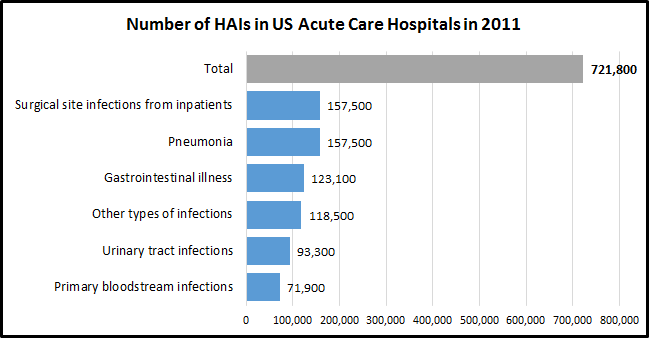 Number of HAIs in US Acute Care Hospitals in 2011
Total
721,800
Surgical site infections from inpatients
157,500
Pneumonia
157,500
Gastrointestinal illness
123,100
Other types of infections
118,500
Urinary tract infections
93,300
Primary bloodstream infections
71,900
0 100,000 200,000 300,000 400,000 500,000 600,000 700,000 800,000